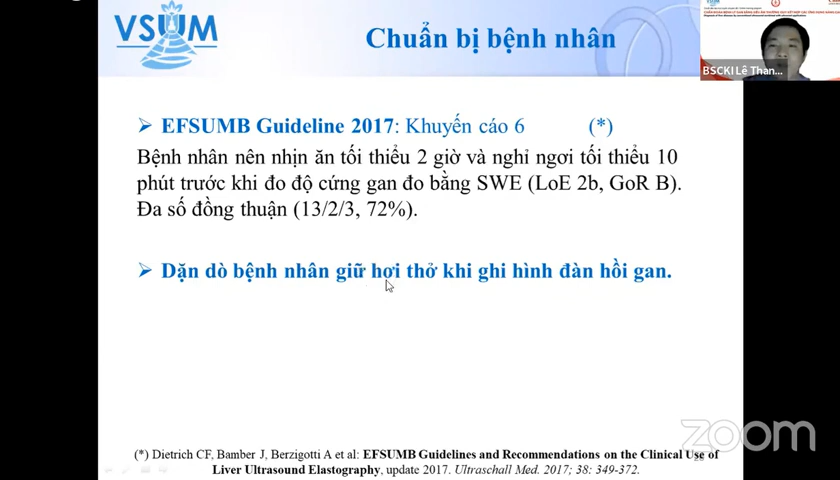 VSUM
Chuẩn bị bệnh nhân
BSCKI Lê Than...
➢ EFSUMB Guideline 2017: Khuyến cáo 6 (*)
Bệnh nhân nên nhịn ăn tối thiểu 2 giờ và nghỉ ngơi tối thiểu 10
phút trước khi đo độ cứng gan đo bằng SWE (LoE 2b, GoR B).
Đa số đồng thuận (13/2/3, 72%).
➢ Dặn dò bệnh nhân giữ hơi thở khi ghi hình đàn hồi gan.
zoom
(*) Dietrich CF, Bamber J, Berzigotti A et al: EFSUMB Guidelines and Recommendations on the Clinical Use of
Liver Ultrasound Elastography, update 2017. Ultraschall Med. 2017; 38: 349-372.